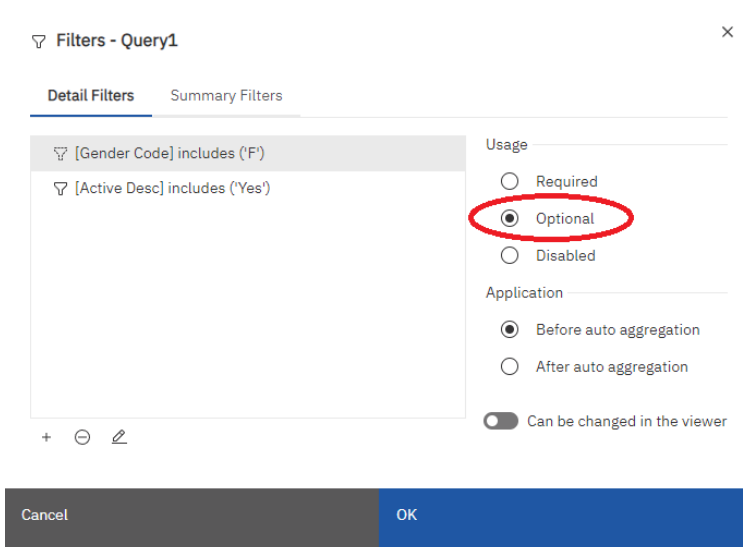 Filters - Query1
Detail Filters Summary Filters
[Gender Code] includes ('F')
[Active Desc] includes ('Yes')
Usage
Required
Optional
Disabled
Application
Before auto aggregation
After auto aggregation
Can be changed in the viewer
Cancel OK